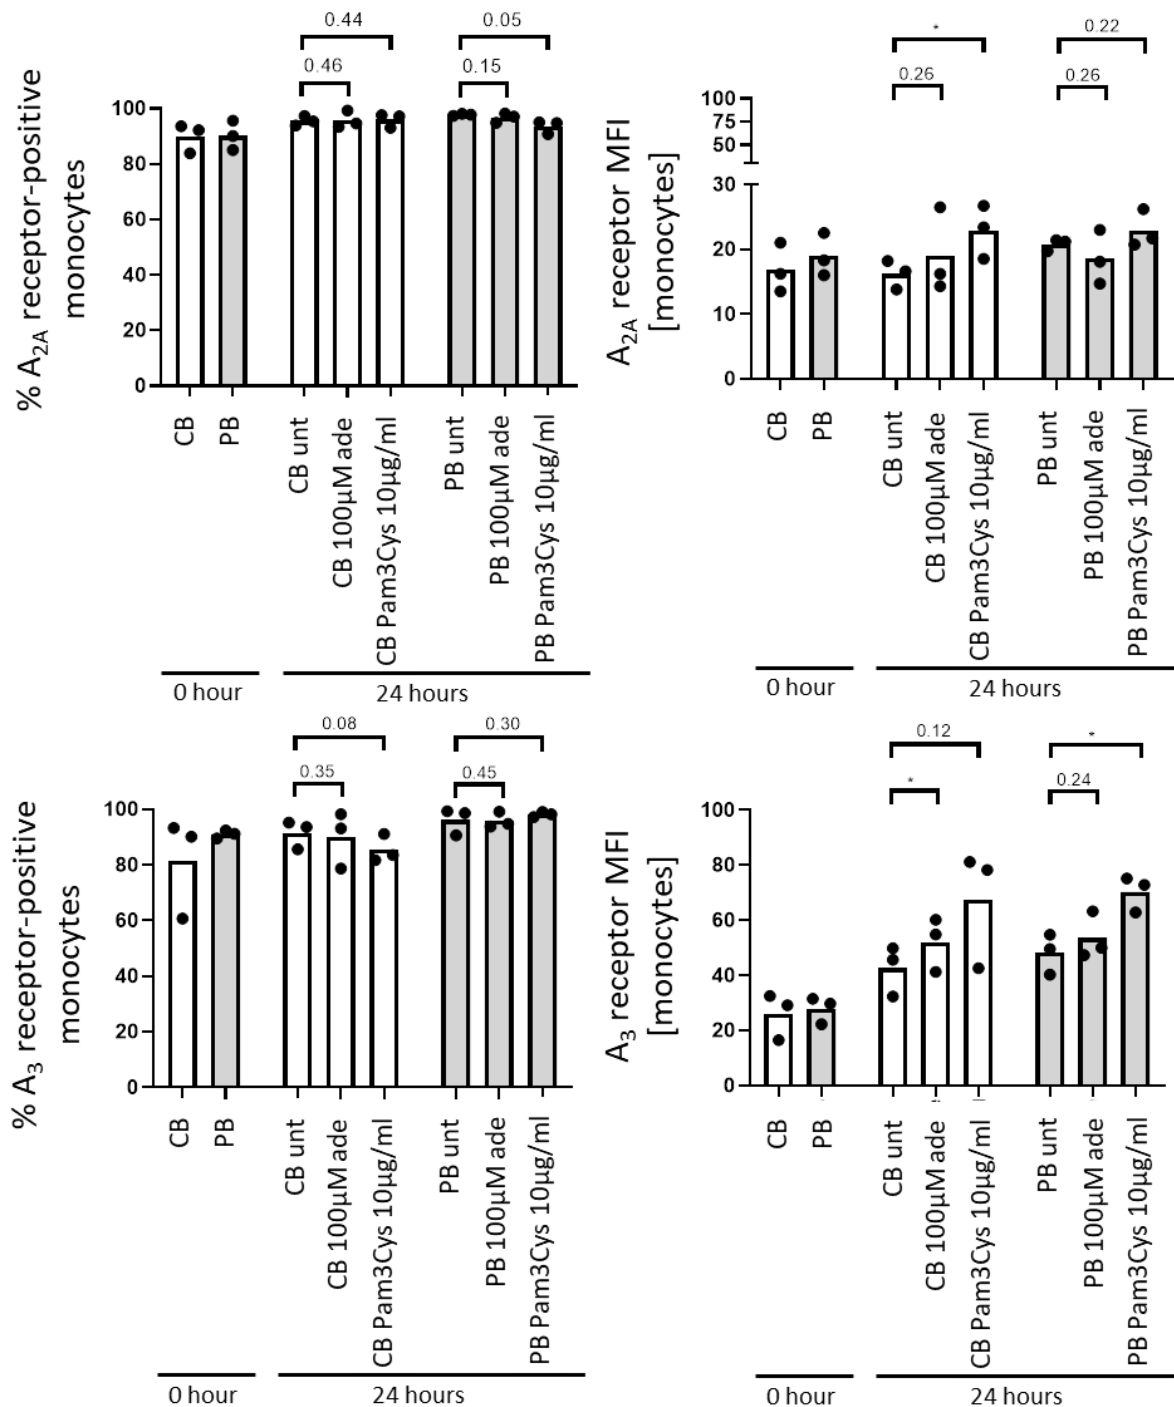 0.44
0.46
0.05
0.15
% A2A receptor-positive
monocytes
100
80
60
40
20
0
CB
PB
CB unt
CB 100µM ade
CB Pam3Cys 10µg/ml
PB unt
PB 100µM ade
PB Pam3Cys 10µg/ml
0 hour
24 hours
*
0.26
0.22
0.26
A2A receptor MFI
[monocytes]
100
75
50
30
20
10
0
CB
PB
CB unt
CB 100µM ade
CB Pam3Cys 10µg/ml
PB unt
PB 100µM ade
PB Pam3Cys 10µg/ml
0 hour
24 hours
0.08
0.35
0.30
0.45
% A3 receptor-positive
monocytes
100
80
60
40
20
0
CB
PB
CB unt
CB 100µM ade
CB Pam3Cys 10µg/ml
PB unt
PB 100µM ade
PB Pam3Cys 10µg/ml
0 hour
24 hours
0.12
*
*
0.24
A3 receptor MFI
[monocytes]
100
80
60
40
20
0
CB
PB
CB unt
CB 100µM ade
CB Pam3Cys 10µg/ml
PB unt
PB 100µM ade
PB Pam3Cys 10µg/ml
0 hour
24 hours